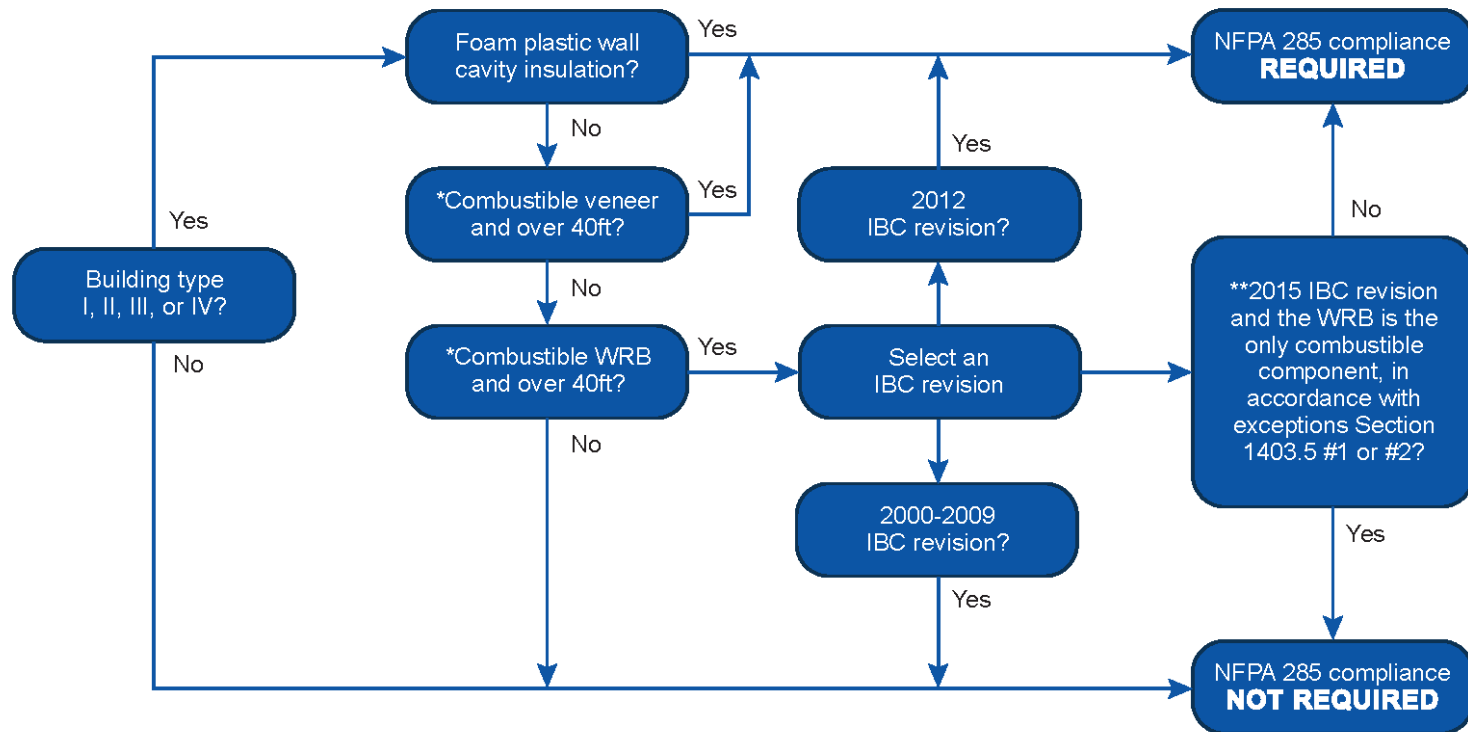 Foam plastic wall
cavity insulation?
Yes
NFPA 285 compliance
REQUIRED
No
*Combustible veneer
and over 40ft?
Yes
2012
IBC revision?
Yes
No
Yes
Building type
I, II, III, or IV?
No
No
*Combustible WRB
and over 40ft?
Yes
Select an
IBC revision
**2015 IBC revision
and the WRB is the
only combustible
component, in
accordance with
exceptions Section
1403.5 #1 or #2?
No
2000-2009
IBC revision?
Yes
Yes
NFPA 285 compliance
NOT REQUIRED